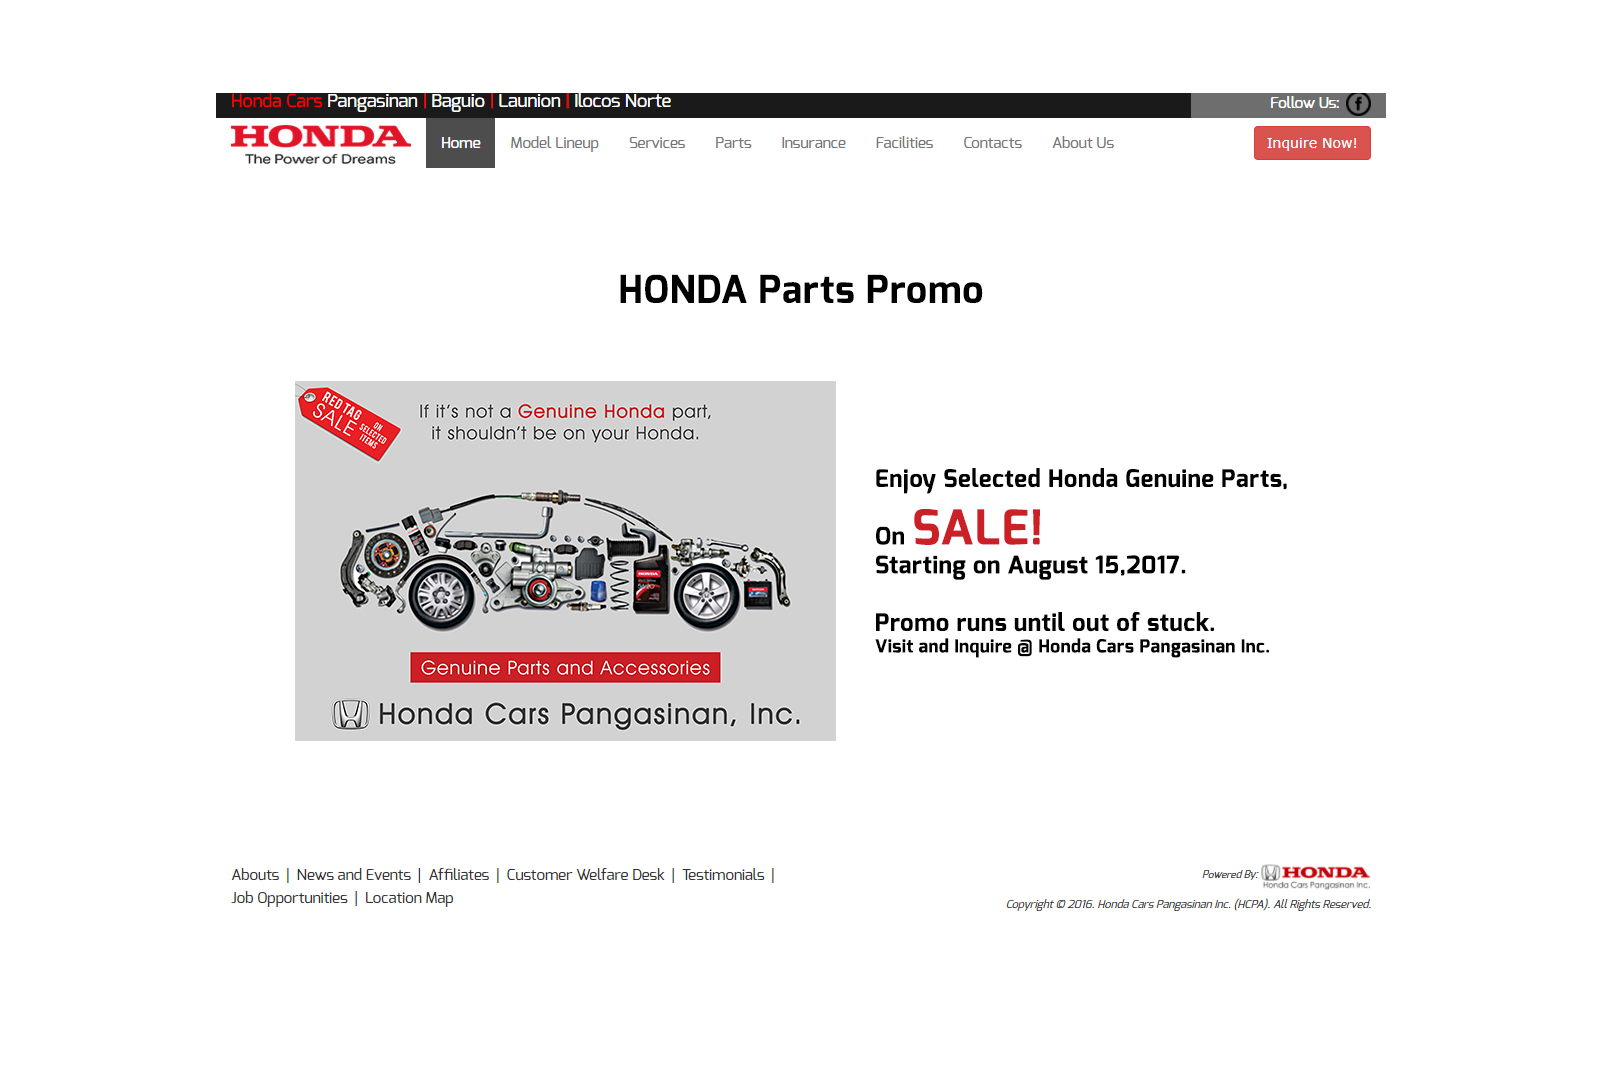 Honda Cars Pangasinan | Baguio | Launion | Ilocos Norte
Follow Us:
HONDA
The Power of Dreams
Home
Model Lineup
Services
Parts
Insurance
Facilities
Contacts
About Us
Inquire Now!
HONDA Parts Promo
RED TAG
SALE
ON
SELECTED
ITEMS
If it's not a Genuine Honda part,
it shouldn't be on your Honda.
HONDA
Genuine Parts and Accessories
Honda Cars Pangasinan, Inc.
Enjoy Selected Honda Genuine Parts,
On SALE!
Starting on August 15,2017.
Promo runs until out of stuck.
Visit and Inquire @ Honda Cars Pangasinan Inc.
Abouts | News and Events | Affiliates | Customer Welfare Desk | Testimonials |
Job Opportunities | Location Map
Powered By: HONDA
Honda Cars Pangasinan Inc.
Copyright © 2016. Honda Cars Pangasinan Inc. (HCPA). All Rights Reserved.